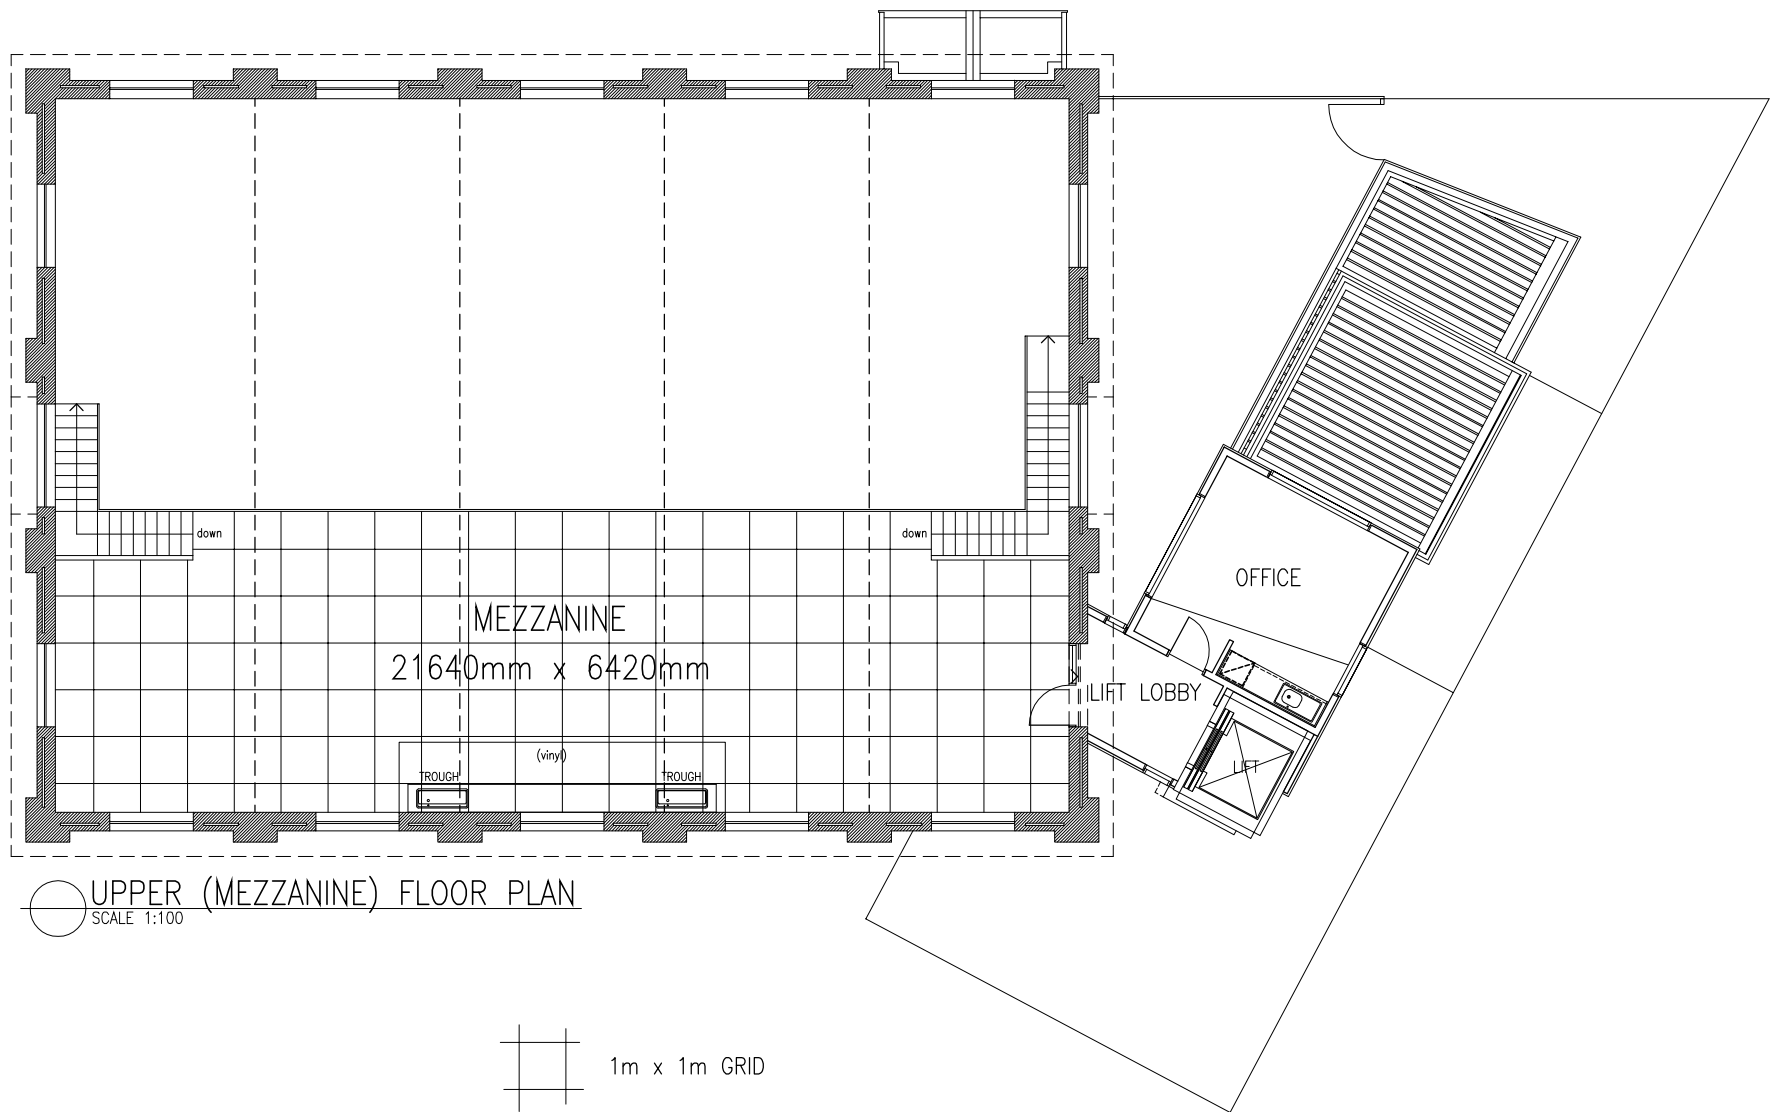 down
down
OFFICE
MEZZANINE
21640mm x 6420mm
LIFT LOBBY
(vinyl)
TROUGH
TROUGH
LIFT
UPPER (MEZZANINE) FLOOR PLAN
SCALE 1:100
1m x 1m GRID